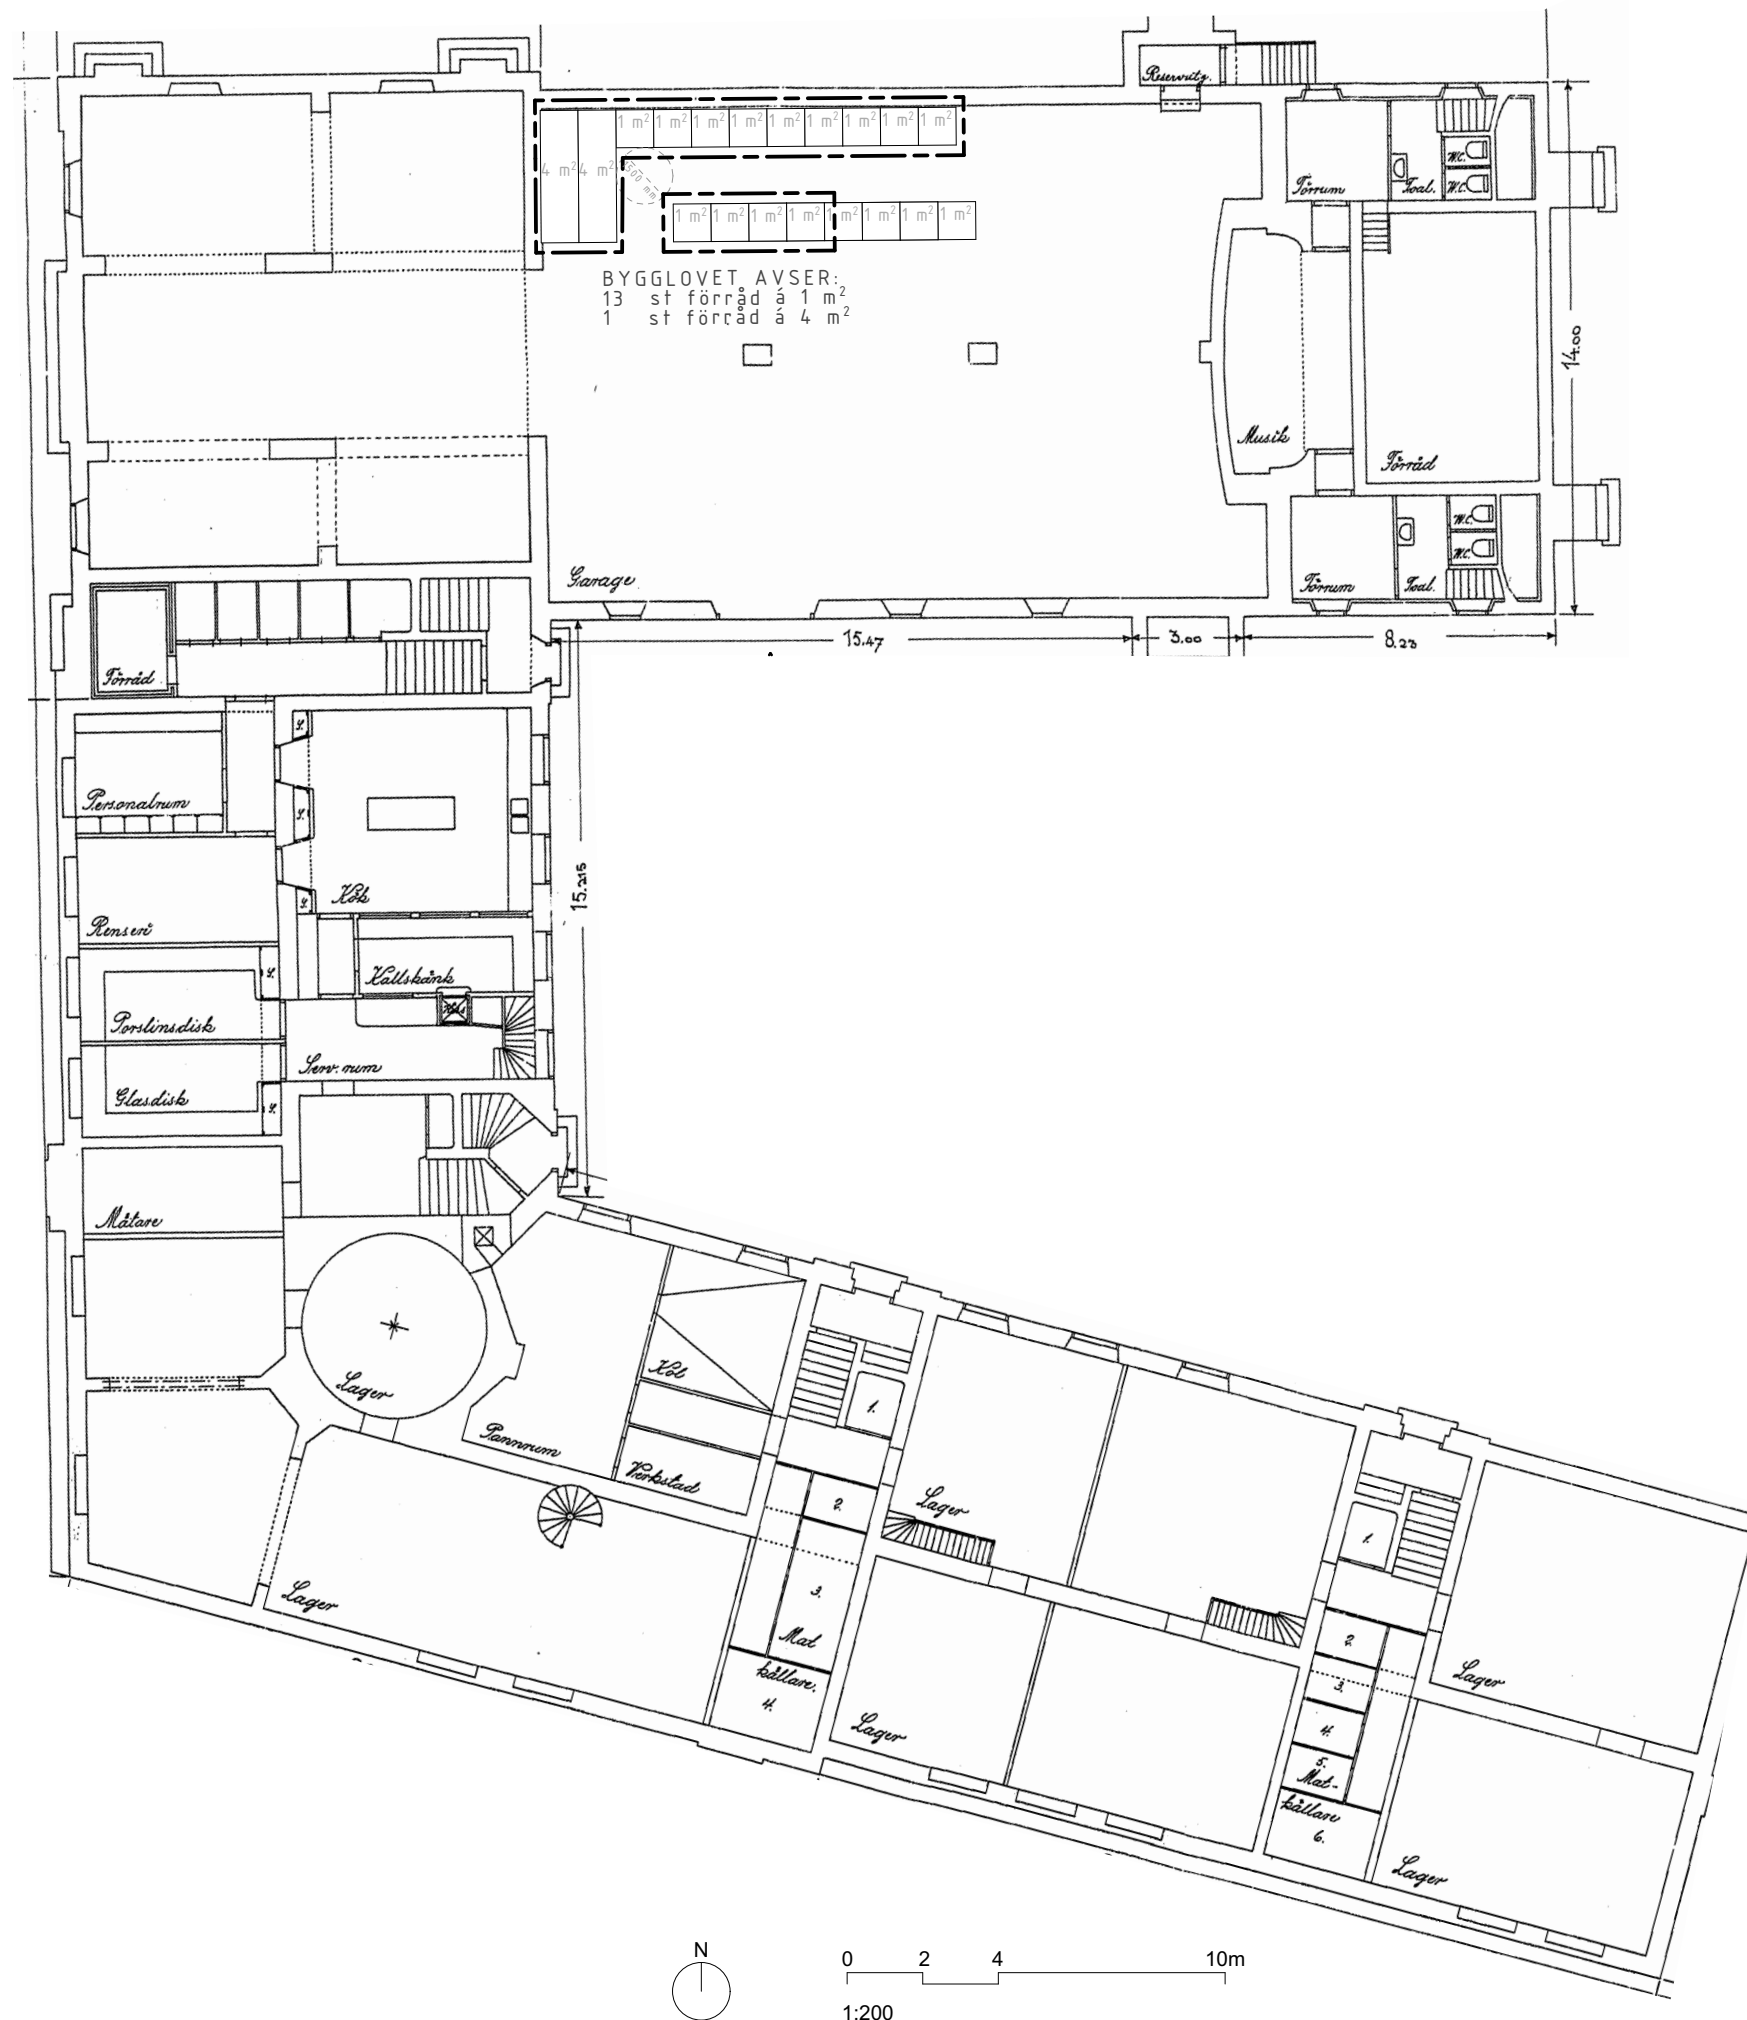 Reservutg.
1 m² 1 m² 1 m² 1 m² 1 m² 1 m² 1 m² 1 m² 1 m²
4 m² 4 m²
1500 mm
1 m² 1 m² 1 m² 1 m² 1 m² 1 m² 1 m² 1 m²
BYGGLOVET AVSER:
13 st förråd á 1 m²
1 st förråd á 4 m²
W.C.
W.C.
Förrum
Toal.
14.00
Musik
Förråd
W.C.
W.C.
Förrum
Toal.
Garage
15.47
3.00
8.23
Förråd
S.
Personalrum
S.
Kök
S.
15.215
Renseri
Kallskänk
S.
Porslinsdisk
Serv. rum
Glasdisk
S.
Mätare
Lager
Kol
Pannrum
Verkstad
1.
2.
3.
Mat
källare.
4.
Lager
Lager
Lager
1.
2.
3.
4.
5.
Mat-
källare
6.
Lager
Lager
N
0 2 4 10m
1:200